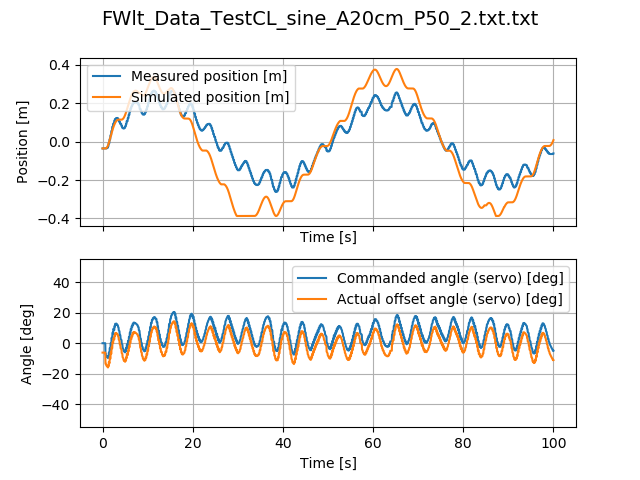 FWlt_Data_TestCL_sine_A20cm_P50_2.txt.txt
0.4
0.2
0.0
−0.2
−0.4
Position [m]
Measured position [m]
Simulated position [m]
Time [s]
40
20
0
−20
−40
Angle [deg]
Commanded angle (servo) [deg]
Actual offset angle (servo) [deg]
0 20 40 60 80 100
Time [s]